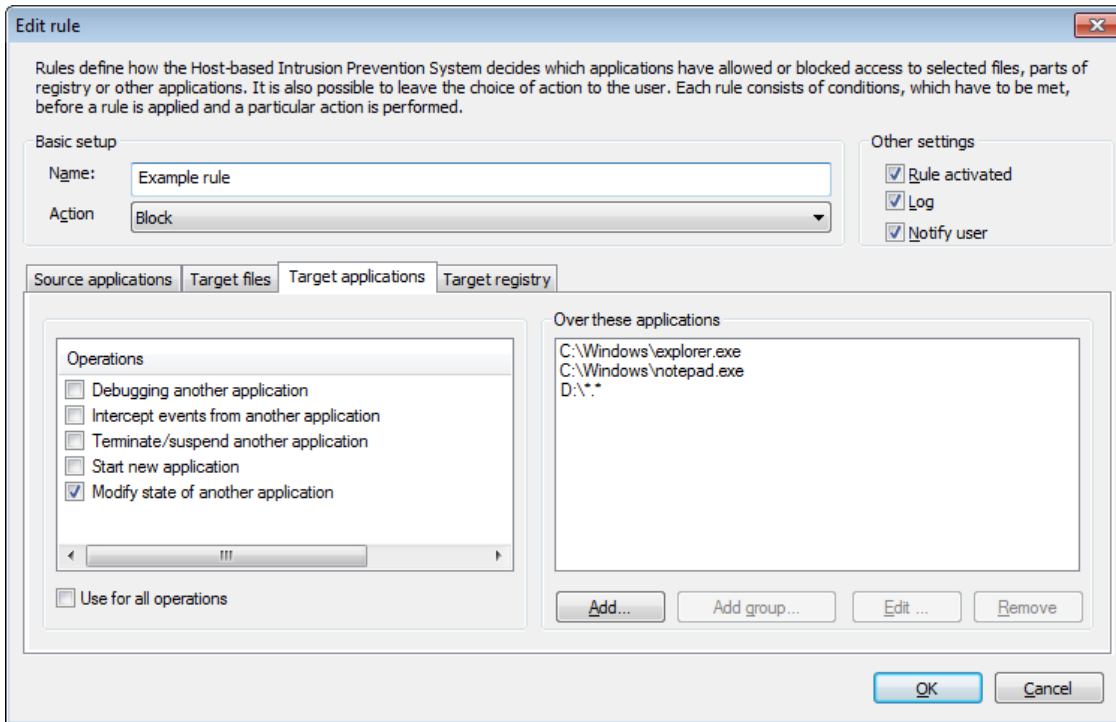 Edit rule
Rules define how the Host-based Intrusion Prevention System decides which applications have allowed or blocked access to selected files, parts of
registry or other applications. It is also possible to leave the choice of action to the user. Each rule consists of conditions, which have to be met,
before a rule is applied and a particular action is performed.
Basic setup
Name:
Example rule
Action
Block
Other settings
Rule activated
Log
Notify user
Source applications
Target files
Target applications
Target registry
Operations
Debugging another application
Intercept events from another application
Terminate/suspend another application
Start new application
Modify state of another application
Use for all operations
Over these applications
C:\Windows\explorer.exe
C:\Windows\notepad.exe
D:\*.*
Add...
Add group...
Edit ...
Remove
OK
Cancel